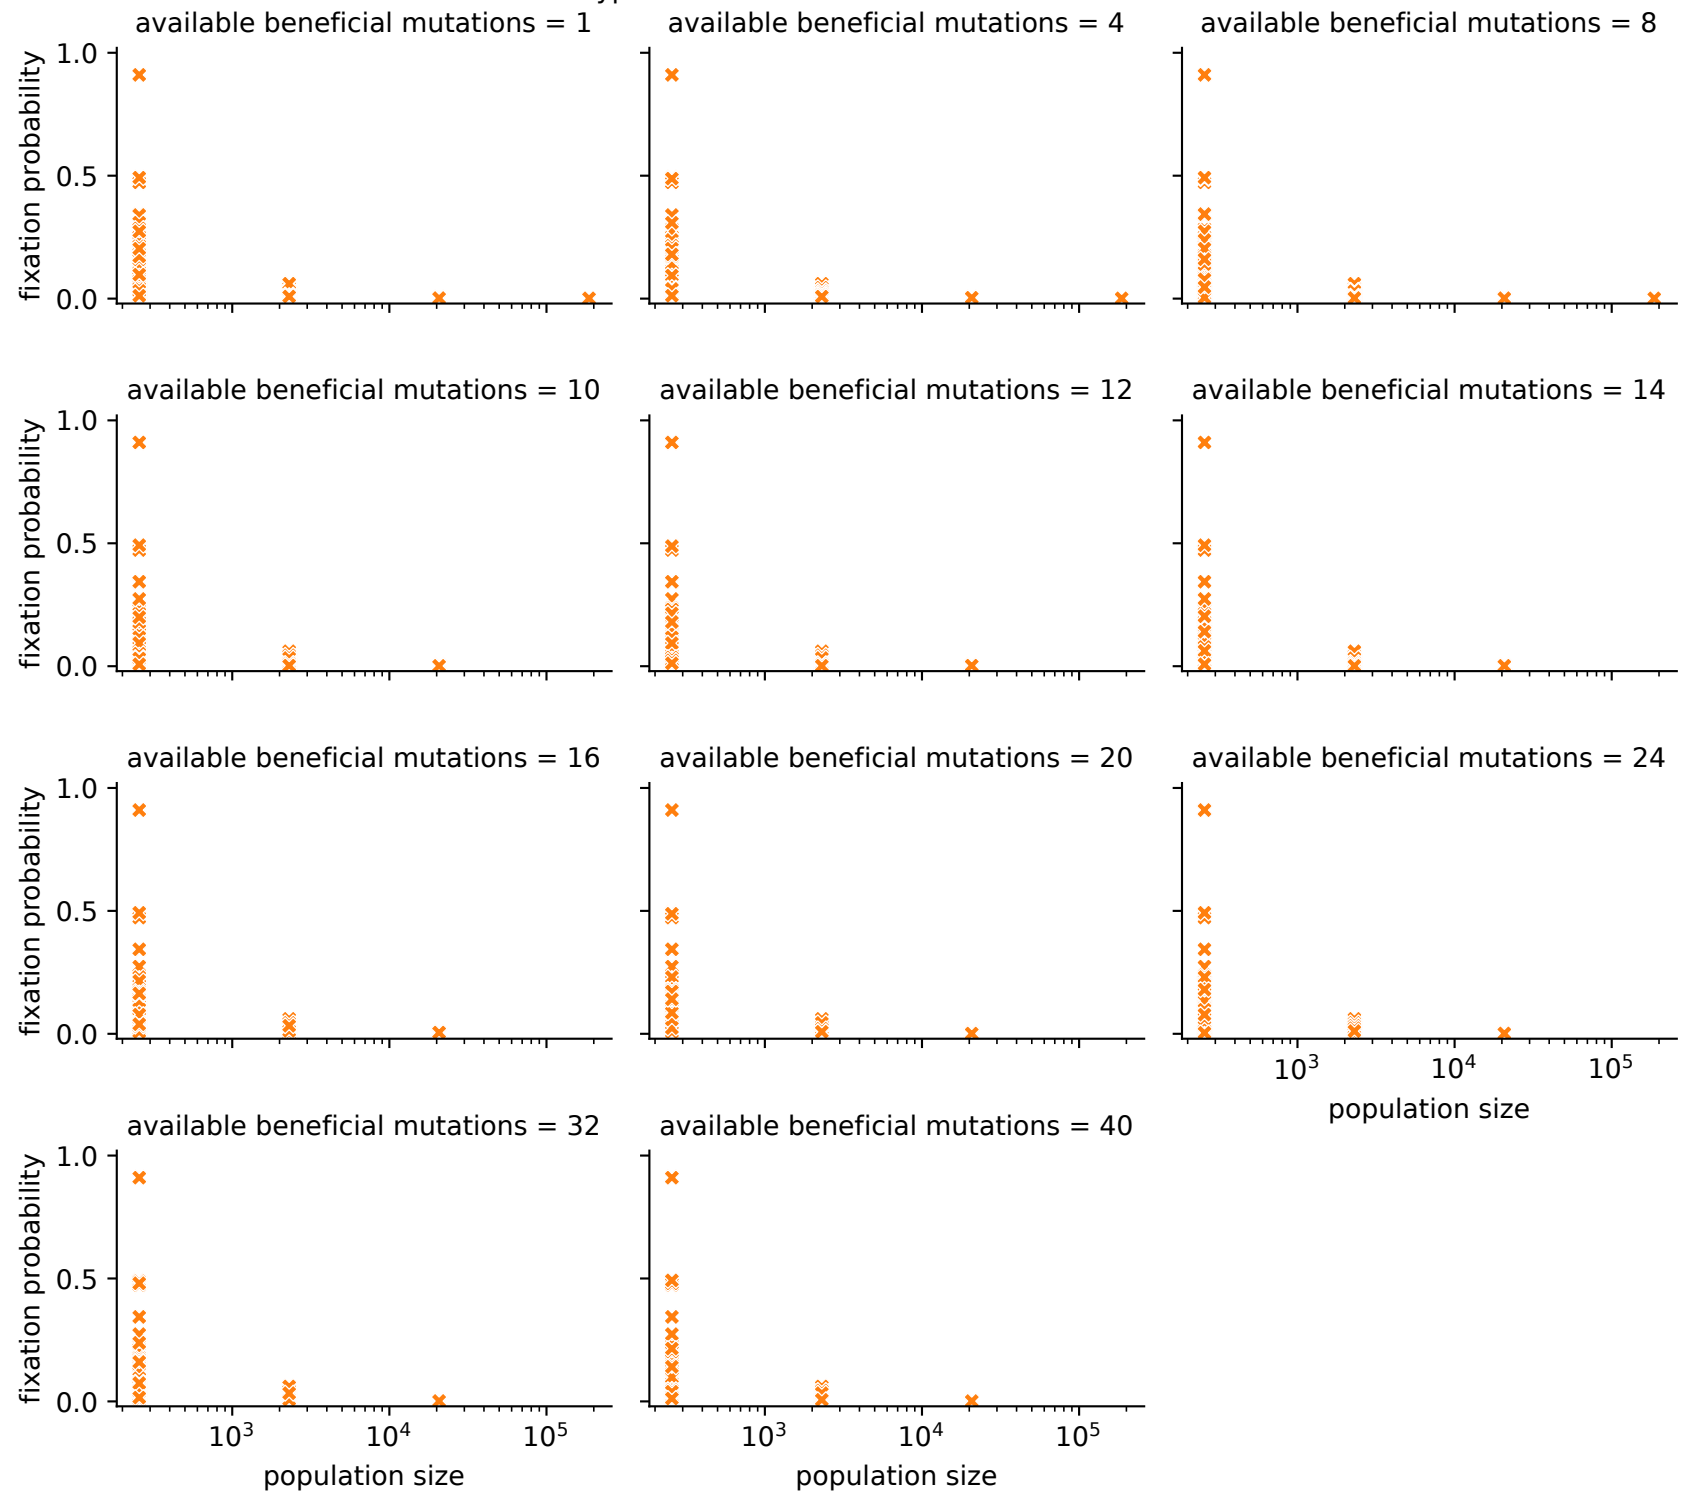 available beneficial mutations = 1
available beneficial mutations = 4
available beneficial mutations = 8
fixation probability
1.0
0.5
0.0
available beneficial mutations = 10
available beneficial mutations = 12
available beneficial mutations = 14
fixation probability
1.0
0.5
0.0
available beneficial mutations = 16
available beneficial mutations = 20
available beneficial mutations = 24
fixation probability
1.0
0.5
0.0
10³ 10⁴ 10⁵
population size
available beneficial mutations = 32
available beneficial mutations = 40
fixation probability
1.0
0.5
0.0
10³ 10⁴ 10⁵
population size
10³ 10⁴ 10⁵
population size